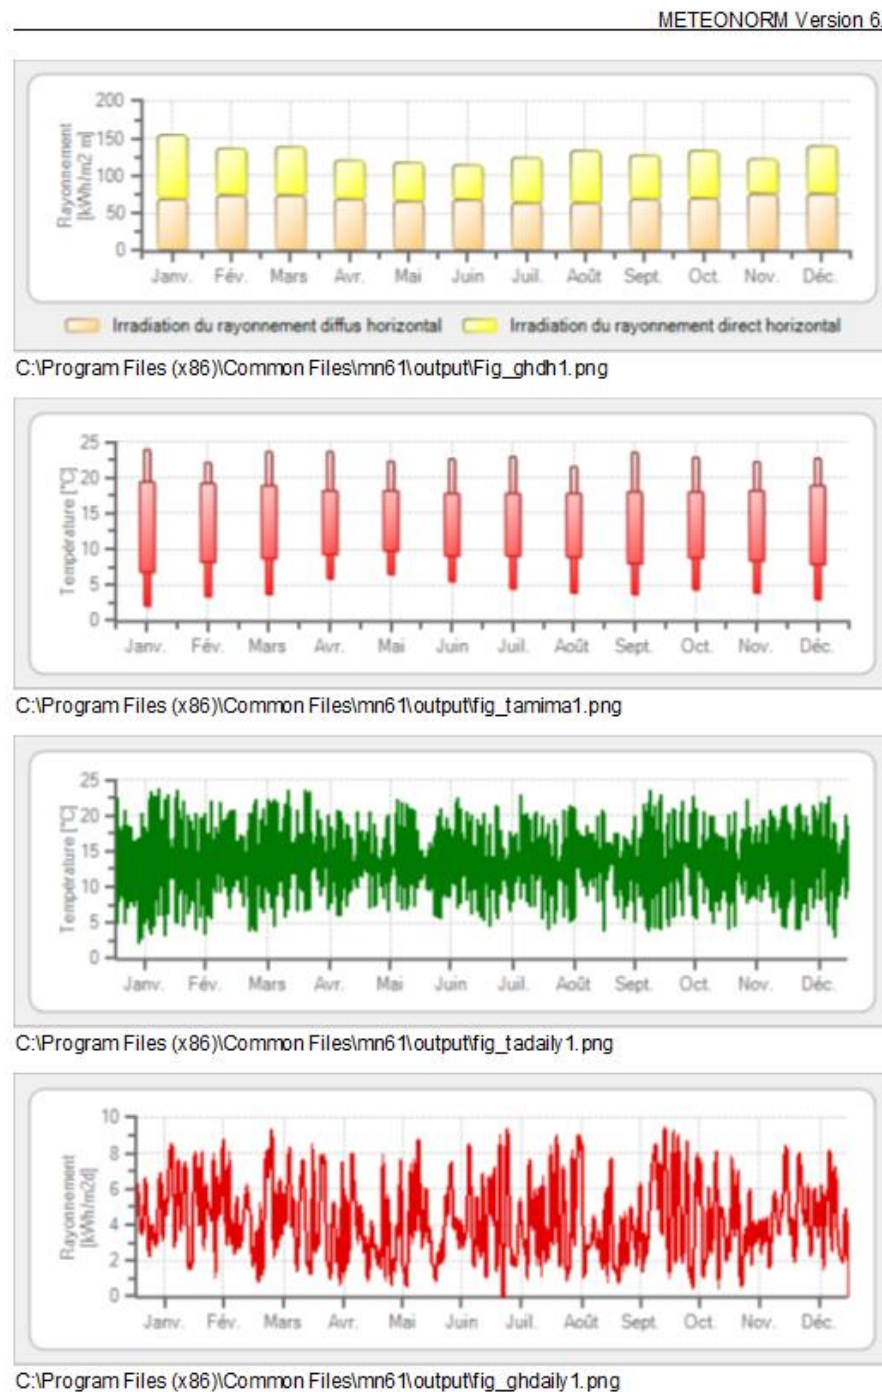 METEONORM Version 6.
200
150
100
50
0
Rayonnement
[kWh/m2 m]
Janv. Fév. Mars Avr. Mai Juin Juil. Août Sept. Oct. Nov. Déc.
Irradiation du rayonnement diffus horizontal Irradiation du rayonnement direct horizontal
C:\Program Files (x86)\Common Files\mn61\output\Fig_ghdh1.png
25
20
15
10
5
0
Température [°C]
Janv. Fév. Mars Avr. Mai Juin Juil. Août Sept. Oct. Nov. Déc.
C:\Program Files (x86)\Common Files\mn61\output\fig_tamima1.png
25
20
15
10
5
0
Température [°C]
Janv. Fév. Mars Avr. Mai Juin Juil. Août Sept. Oct. Nov. Déc.
C:\Program Files (x86)\Common Files\mn61\output\fig_tadaily1.png
10
8
6
4
2
0
Rayonnement
[kWh/m2d]
Janv. Fév. Mars Avr. Mai Juin Juil. Août Sept. Oct. Nov. Déc.
C:\Program Files (x86)\Common Files\mn61\output\fig_ghdaily1.png